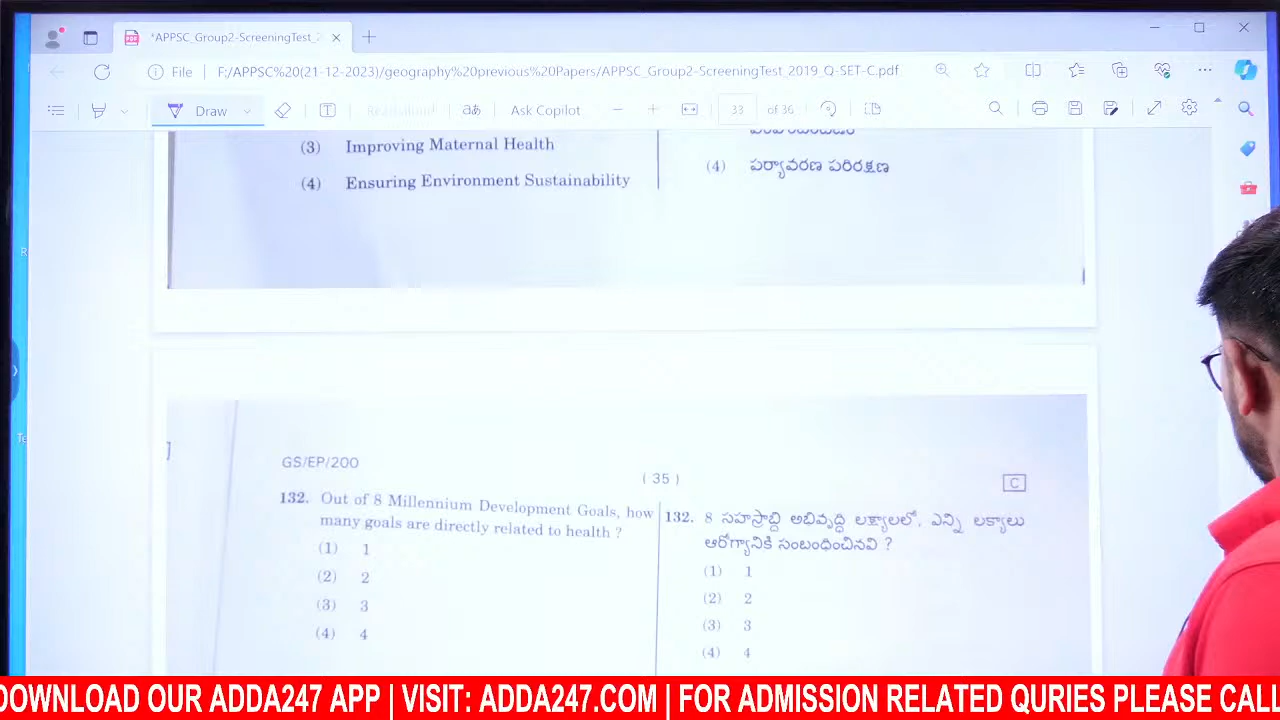 *APPSC_Group2-ScreeningTest_2
File
F:/APPSC%20(21-12-2023)/geography%20previous%20Papers/APPSC_Group2-ScreeningTest_2019_Q-SET-C.pdf
Draw
Ask Copilot
33
of 36
(3) Improving Maternal Health
(4) Ensuring Environment Sustainability
(4) పర్యావరణ పరిరక్షణ
GS/EP/200
( 35 )
C
132. Out of 8 Millennium Development Goals, how
many goals are directly related to health ?
(1) 1
(2) 2
(3) 3
(4) 4
132. 8 సహస్రాబ్ది అభివృద్ధి లక్ష్యాలలో, ఎన్ని లక్యాలు
ఆరోగ్యానికి సంబంధించినవి ?
(1) 1
(2) 2
(3) 3
(4) 4
DOWNLOAD OUR ADDA247 APP | VISIT: ADDA247.COM | FOR ADMISSION RELATED QURIES PLEASE CALL